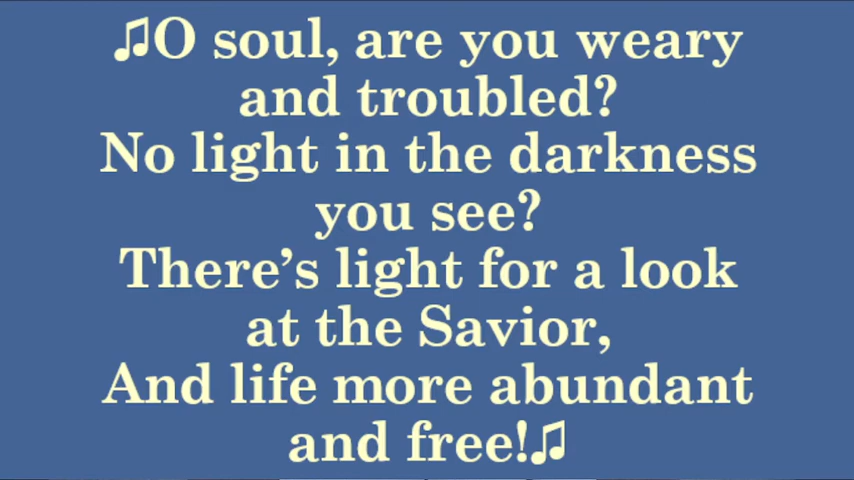 ♫O soul, are you weary
and troubled?
No light in the darkness
you see?
There’s light for a look
at the Savior,
And life more abundant
and free!♫